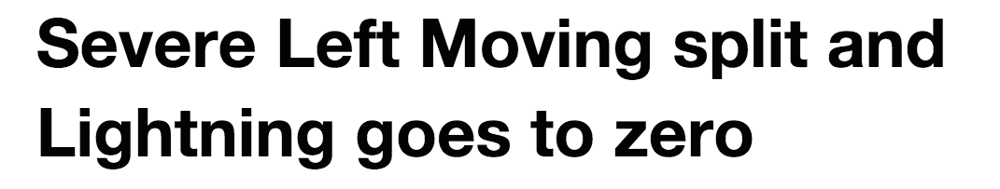 Severe Left Moving split and
Lightning goes to zero